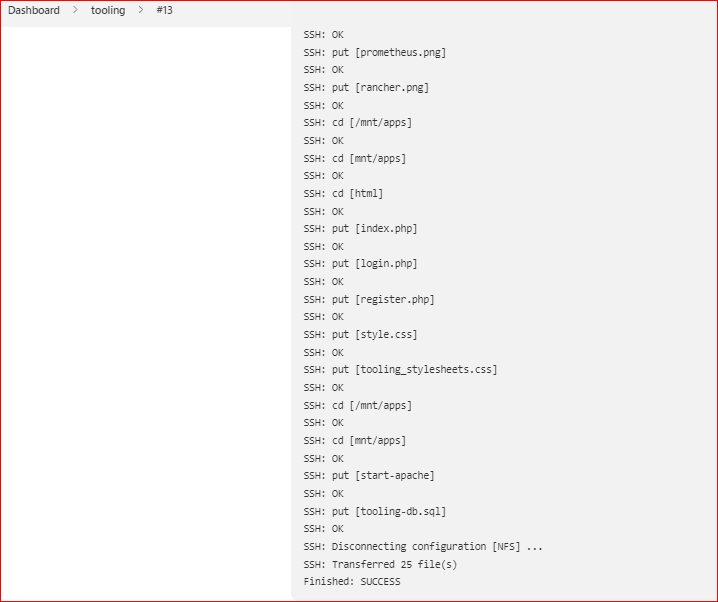 Dashboard > tooling > #13
SSH: OK
SSH: put [prometheus.png]
SSH: OK
SSH: put [rancher.png]
SSH: OK
SSH: cd [/mnt/apps]
SSH: OK
SSH: cd [mnt/apps]
SSH: OK
SSH: cd [html]
SSH: OK
SSH: put [index.php]
SSH: OK
SSH: put [login.php]
SSH: OK
SSH: put [register.php]
SSH: OK
SSH: put [style.css]
SSH: OK
SSH: put [tooling_stylesheets.css]
SSH: OK
SSH: cd [/mnt/apps]
SSH: OK
SSH: cd [mnt/apps]
SSH: OK
SSH: put [start-apache]
SSH: OK
SSH: put [tooling-db.sql]
SSH: OK
SSH: Disconnecting configuration [NFS] ...
SSH: Transferred 25 file(s)
Finished: SUCCESS